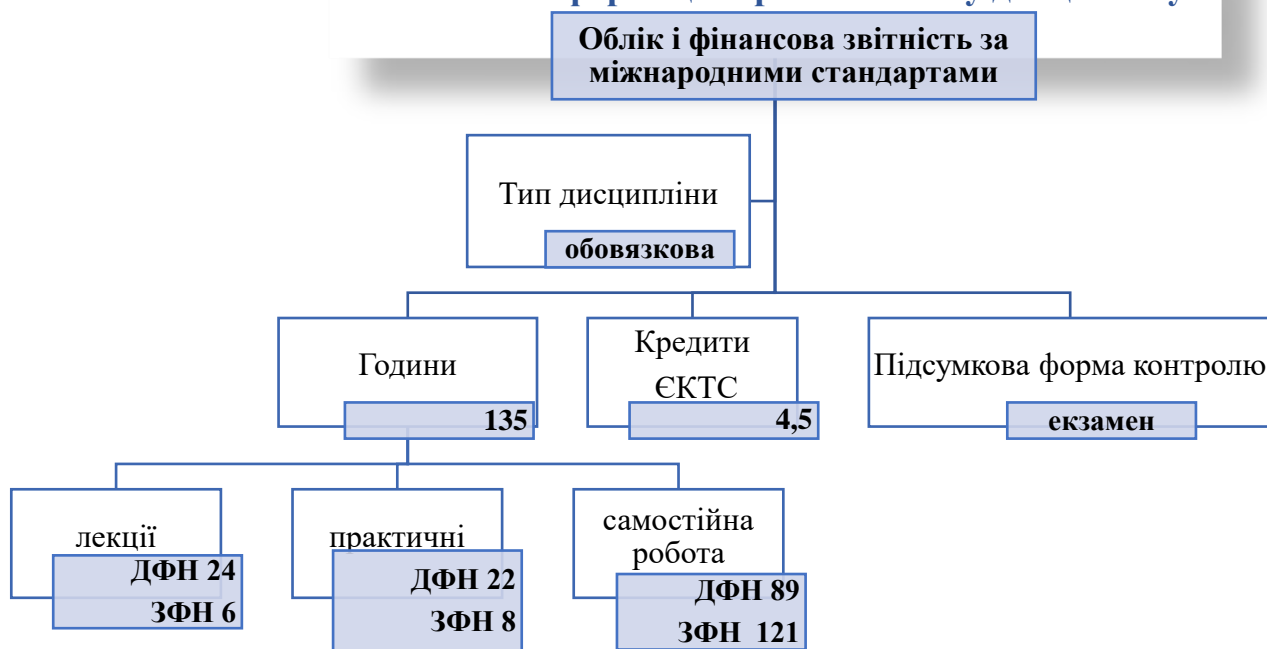 Облік і фінансова звітність за
міжнародними стандартами
Тип дисципліни
обовязкова
Години
135
Кредити
ЄКТС
4,5
Підсумкова форма контролю
екзамен
лекції
ДФН 24
ЗФН 6
практичні
ДФН 22
ЗФН 8
самостійна
робота
ДФН 89
ЗФН 121